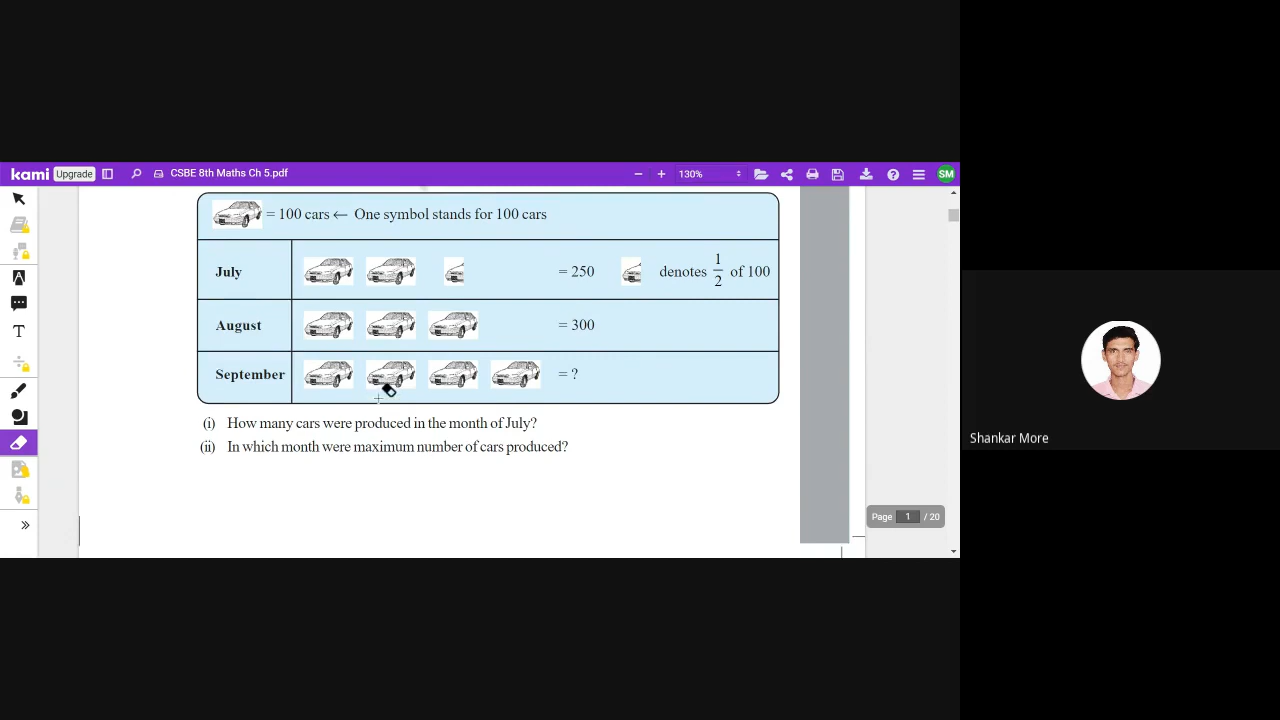 kami Upgrade CSBE 8th Maths Ch 5.pdf 130% SM
= 100 cars ← One symbol stands for 100 cars
July = 250 denotes 1/2 of 100
August = 300
September = ?
(i) How many cars were produced in the month of July?
(ii) In which month were maximum number of cars produced?
Shankar More
Page 1 / 20